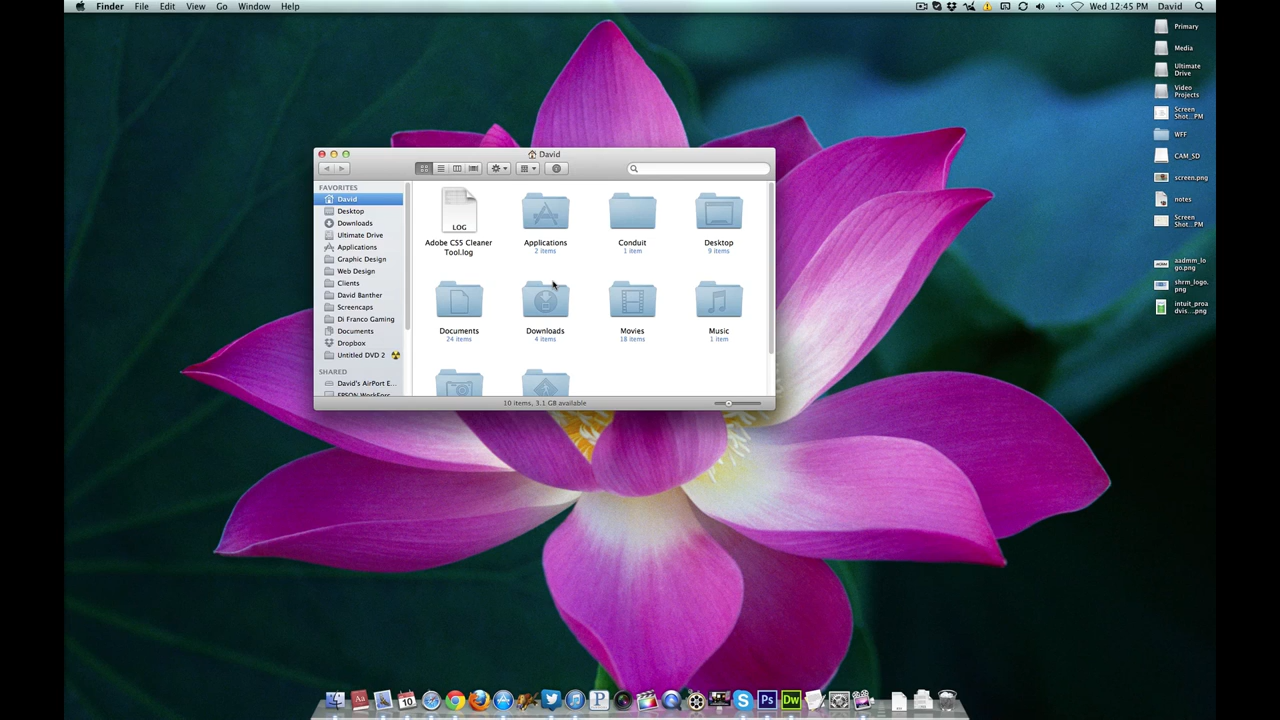 Finder File Edit View Go Window Help
Wed 12:45 PM David
Primary
Media
Ultimate
Drive
Video
Projects
Screen
Shot...PM
WFF
CAM_SD
screen.png
notes
Screen
Shot...PM
aadmm_lo
go.png
shrm_logo.
png
intuit_proa
dvis....png
David
FAVORITES
David
Desktop
Downloads
Ultimate Drive
Applications
Graphic Design
Web Design
Clients
David Banther
Screencaps
Di Franco Gaming
Documents
Dropbox
Untitled DVD 2
SHARED
David's AirPort E...
EPSON WorkForc...
LOG
Adobe CS5 Cleaner
Tool.log
Applications
2 items
Conduit
1 item
Desktop
9 items
Documents
24 items
Downloads
4 items
Movies
18 items
Music
1 item
10 items, 3.1 GB available
10
P
S
Ps
Dw